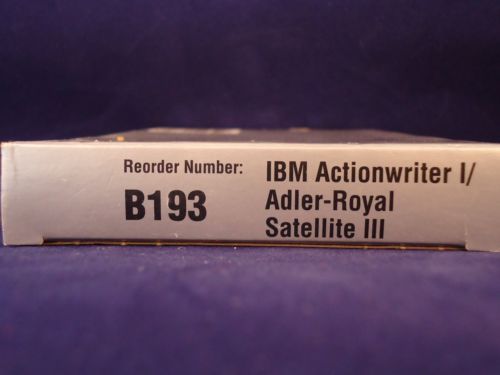 Reorder Number:
B193
IBM Actionwriter I/
Adler-Royal
Satellite III